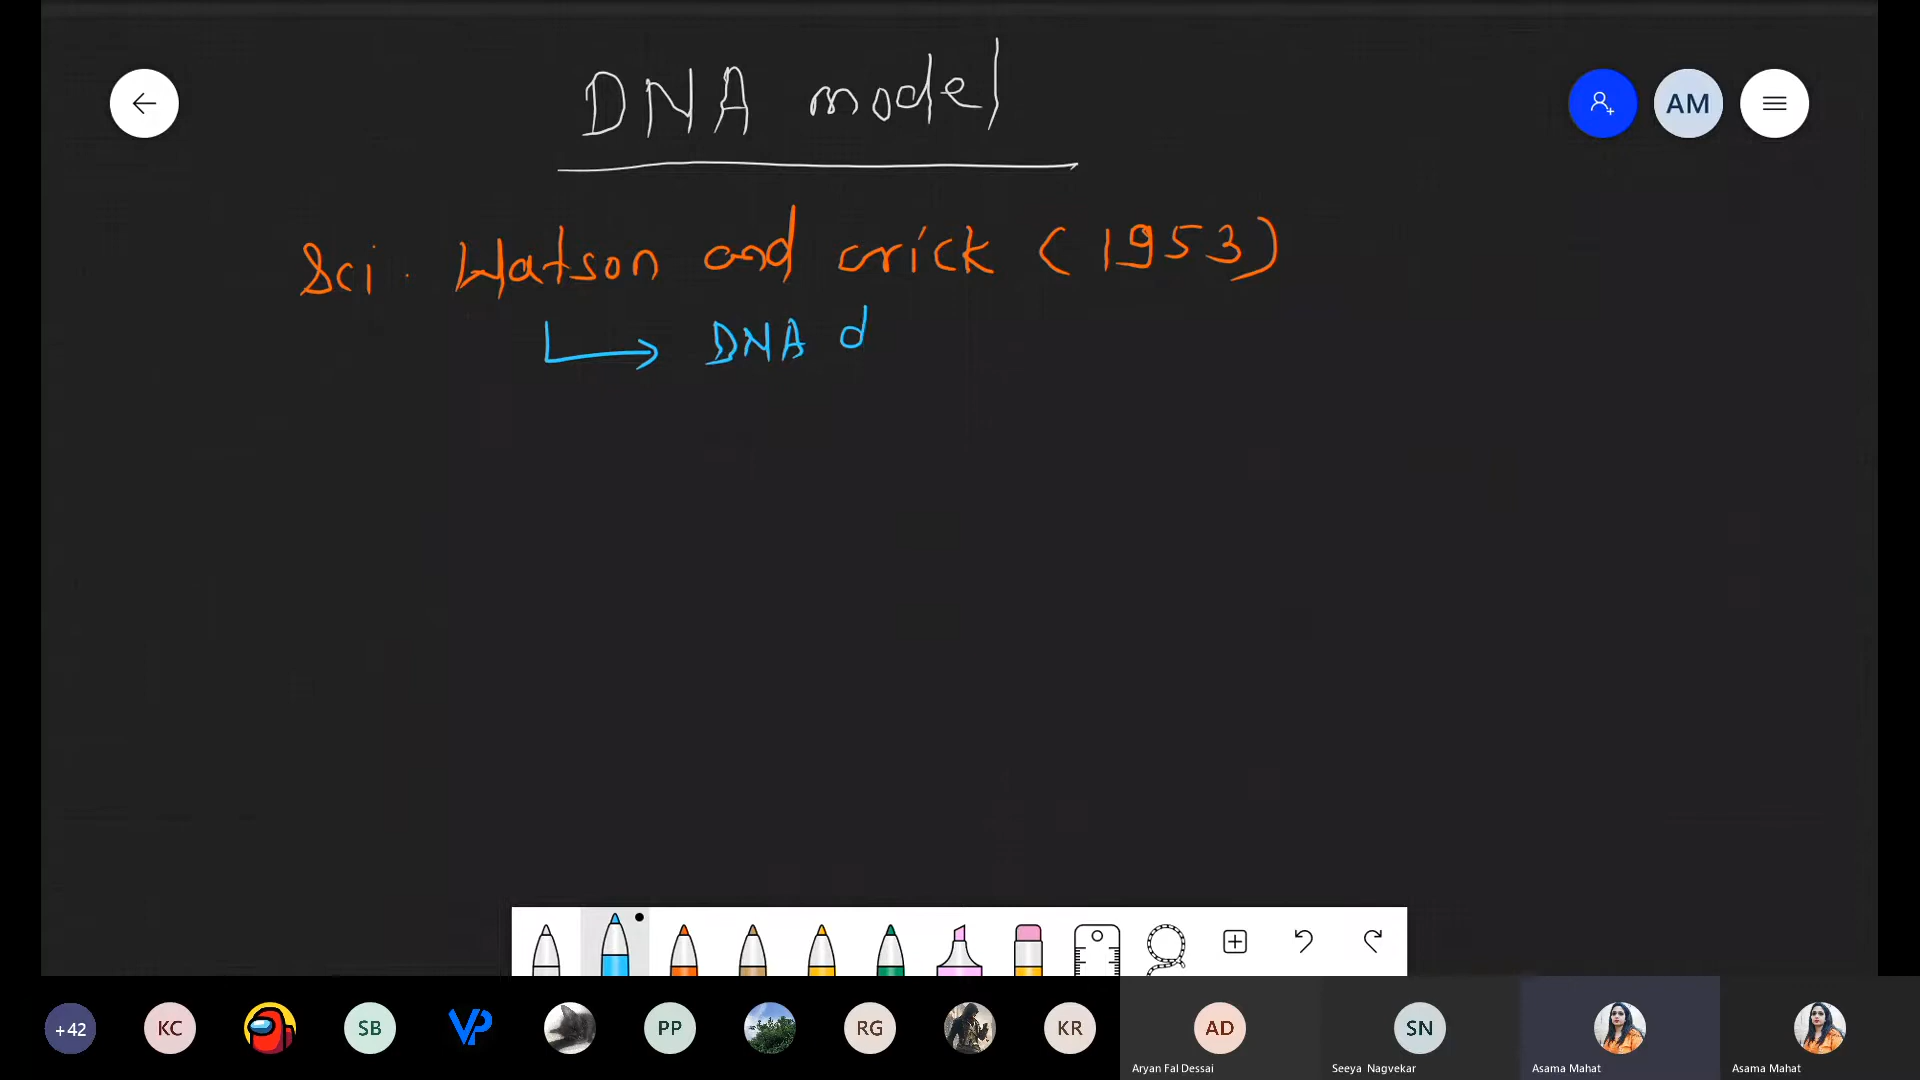 DNA model
AM
Sci. Watson and crick (1953)
DNA d
+42
KC
SB
VP
PP
RG
KR
AD
SN
Aryan Fal Dessai
Seeya Nagvekar
Asama Mahat
Asama Mahat